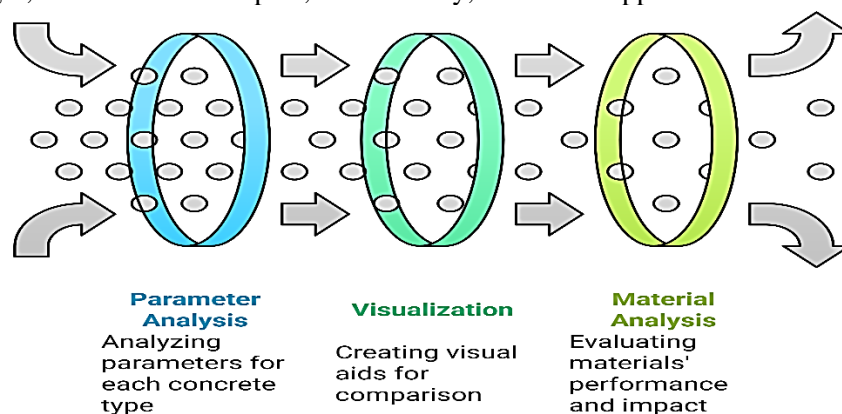 Parameter
Analysis
Analyzing
parameters for
each concrete
type
Visualization
Creating visual
aids for
comparison
Material
Analysis
Evaluating
materials'
performance
and impact